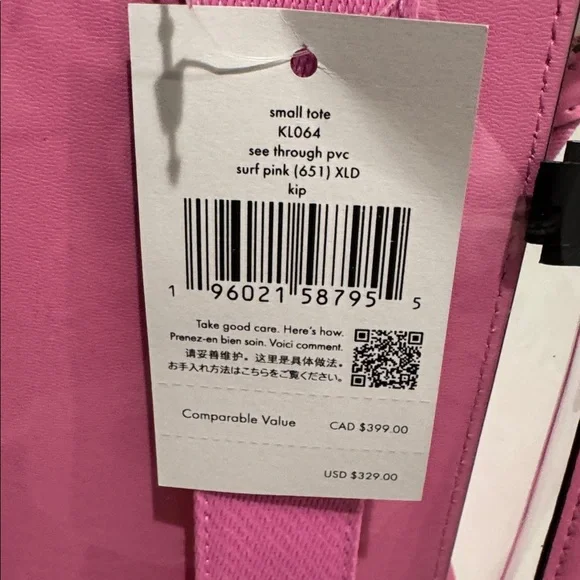 small tote
KL064
see through pvc
surf pink (651) XLD
kip
1 96021 58795 5
Take good care. Here's how.
Prenez-en bien soin. Voici comment.
请妥善维护。这里是具体做法。
お手入れ方法はこちらをご覧ください。
Comparable Value CAD $399.00
USD $329.00